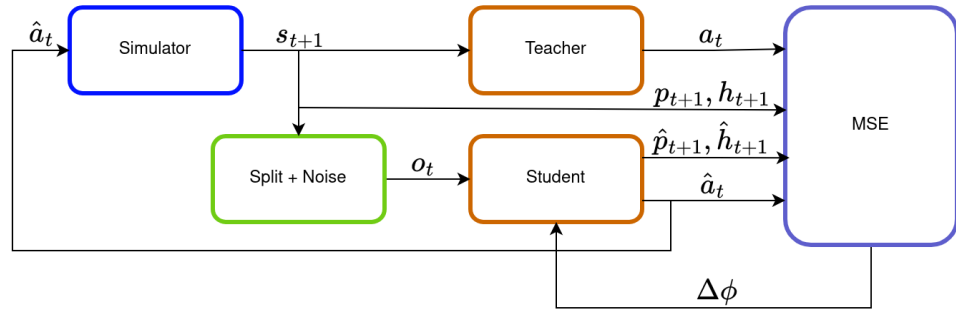 â_t
Simulator
s_{t+1}
Teacher
a_t
p_{t+1}, h_{t+1}
MSE
p̂_{t+1}, ĥ_{t+1}
Split + Noise
o_t
Student
â_t
Δϕ